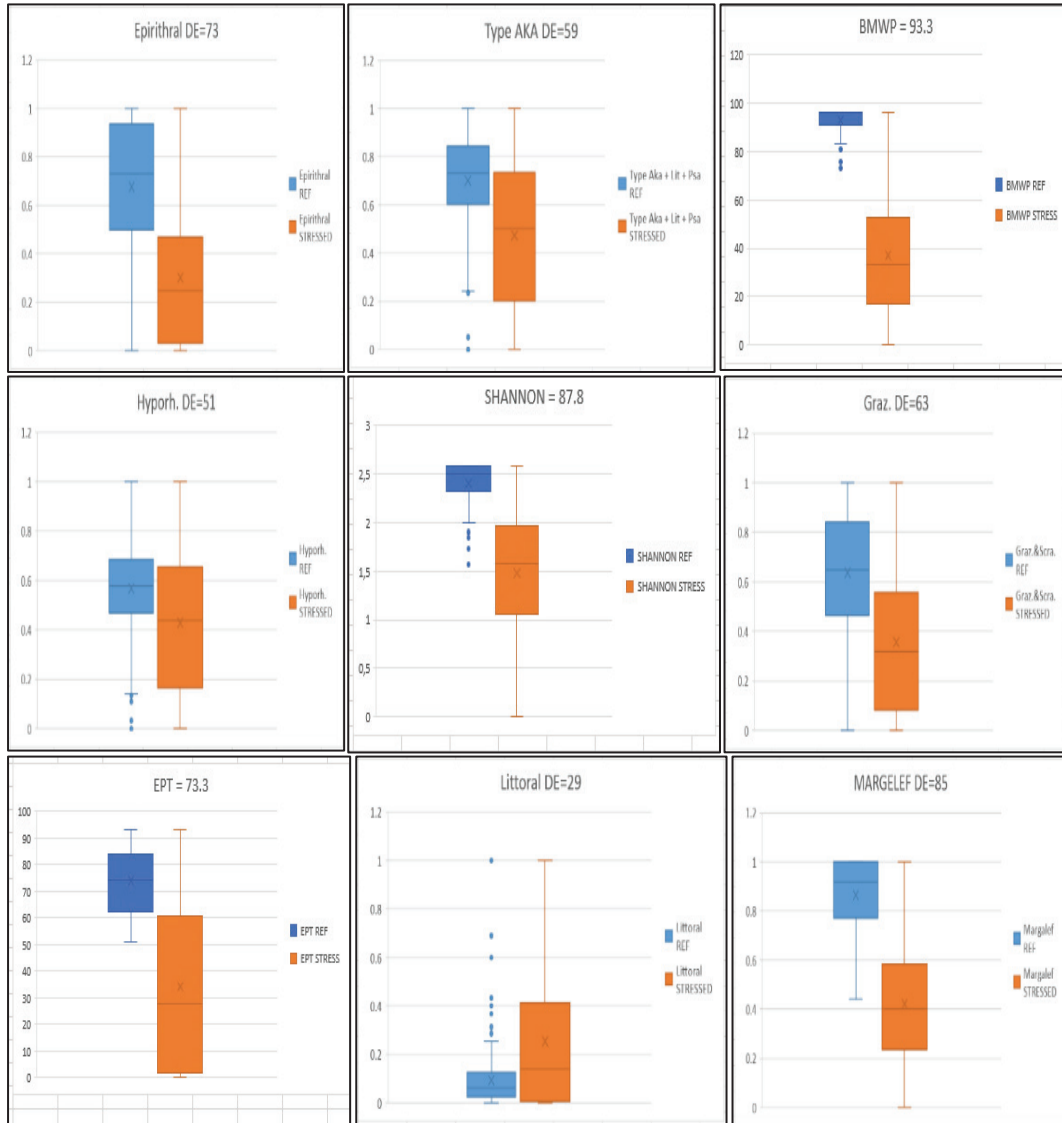 Epirithral DE=73
1.2
1
0.8
0.6
0.4
0.2
0
Epirithral
REF
Epirithral
STRESSED
Type AKA DE=59
1.2
1
0.8
0.6
0.4
0.2
0
Type Aka + Lit + Psa
REF
Type Aka + Lit + Psa
STRESSED
BMWP = 93.3
120
100
80
60
40
20
0
BMWP REF
BMWP STRESS
Hyporh. DE=51
1.2
1
0.8
0.6
0.4
0.2
0
Hyporh.
REF
Hyporh.
STRESSED
SHANNON = 87.8
3
2,5
2
1,5
1
0,5
0
SHANNON REF
SHANNON STRESS
Graz. DE=63
1.2
1
0.8
0.6
0.4
0.2
0
Graz.&Scra.
REF
Graz.&Scra.
STRESSED
EPT = 73.3
100
90
80
70
60
50
40
30
20
10
0
EPT REF
EPT STRESS
Littoral DE=29
1.2
1
0.8
0.6
0.4
0.2
0
Littoral
REF
Littoral
STRESSED
MARGELEF DE=85
1.2
1
0.8
0.6
0.4
0.2
0
Margalef
REF
Margalef
STRESSED